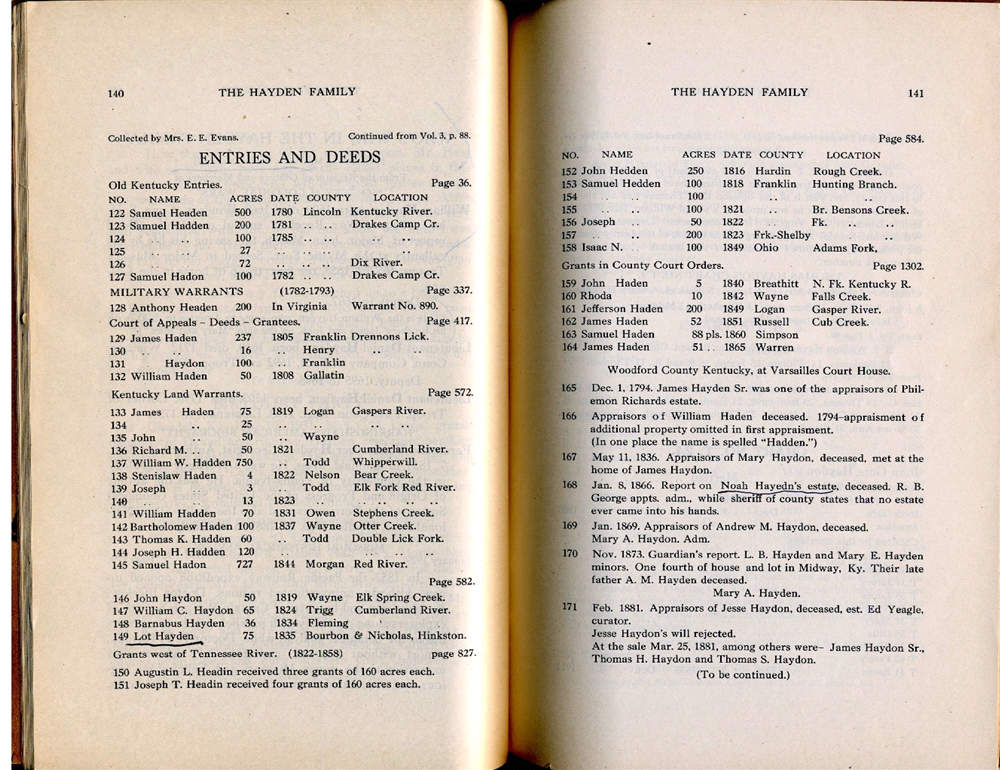 140 THE HAYDEN FAMILY
Collected by Mrs. E. E. Evans. Continued from Vol. 3, p. 88.
ENTRIES AND DEEDS
Old Kentucky Entries. Page 36.
NO. NAME ACRES DATE COUNTY LOCATION
122 Samuel Headen 500 1780 Lincoln Kentucky River.
123 Samuel Hadden 200 1781 .. .. Drakes Camp Cr.
124 .. .. 100 1785 .. .. .. ..
125 .. .. 27 .. .. .. .. ..
126 .. .. 72 .. .. .. Dix River.
127 Samuel Hadon 100 1782 .. .. Drakes Camp Cr.
MILITARY WARRANTS (1782-1793) Page 337.
128 Anthony Headen 200 In Virginia Warrant No. 890.
Court of Appeals – Deeds – Grantees. Page 417.
129 James Haden 237 1805 Franklin Drennons Lick.
130 .. .. 16 .. Henry .. ..
131 Haydon 100 .. Franklin
132 William Haden 50 1808 Gallatin
Kentucky Land Warrants. Page 572.
133 James Haden 75 1819 Logan Gaspers River.
134 .. 25 .. .. .. ..
135 John .. 50 .. Wayne
136 Richard M. .. 50 1821 Cumberland River.
137 William W. Hadden 750 .. Todd Whipperwill.
138 Stenislaw Haden 4 1822 Nelson Bear Creek.
139 Joseph .. 3 .. Todd Elk Fork Red River.
140 .. .. 13 1823 .. .. .. .. ..
141 William Hadden 70 1831 Owen Stephens Creek.
142 Bartholomew Haden 100 1837 Wayne Otter Creek.
143 Thomas K. Hadden 60 .. Todd Double Lick Fork.
144 Joseph H. Hadden 120 .. .. .. ..
145 Samuel Hadon 727 1844 Morgan Red River.
Page 582.
146 John Haydon 50 1819 Wayne Elk Spring Creek.
147 William C. Haydon 65 1824 Trigg Cumberland River.
148 Barnabus Hayden 36 1834 Fleming
149 Lot Hayden 75 1835 Bourbon & Nicholas, Hinkston.
Grants west of Tennessee River. (1822-1858) page 827.
150 Augustin L. Headin received three grants of 160 acres each.
151 Joseph T. Headin received four grants of 160 acres each.
THE HAYDEN FAMILY 141
Page 584.
NO. NAME ACRES DATE COUNTY LOCATION
152 John Hedden 250 1816 Hardin Rough Creek.
153 Samuel Hedden 100 1818 Franklin Hunting Branch.
154 .. .. 100 .. ..
155 .. .. 100 1821 .. Br. Bensons Creek.
156 Joseph .. 50 1822 Fk. .. ..
157 .. .. 200 1823 Frk.-Shelby .. ..
158 Isaac N. .. 100 1849 Ohio Adams Fork,
Grants in County Court Orders. Page 1302.
159 John Haden 5 1840 Breathitt N. Fk. Kentucky R.
160 Rhoda .. 10 1842 Wayne Falls Creek.
161 Jefferson Haden 200 1849 Logan Gasper River.
162 James Haden 52 1851 Russell Cub Creek.
163 Samuel Haden 88 pls. 1860 Simpson
164 James Haden 51 .. 1865 Warren
Woodford County Kentucky, at Varsailles Court House.
165 Dec. 1, 1794. James Hayden Sr. was one of the appraisors of Phil-
emon Richards estate.
166 Appraisors of William Haden deceased. 1794–appraisment of
additional property omitted in first appraisment.
(In one place the name is spelled "Hadden.")
167 May 11, 1836. Appraisors of Mary Haydon, deceased, met at the
home of James Haydon.
168 Jan. 8, 1866. Report on Noah Hayedn's estate, deceased. R. B.
George appts. adm., while sheriff of county states that no estate
ever came into his hands.
169 Jan. 1869. Appraisors of Andrew M. Haydon, deceased.
Mary A. Haydon. Adm.
170 Nov. 1873. Guardian's report. L. B. Hayden and Mary E. Hayden
minors. One fourth of house and lot in Midway, Ky. Their late
father A. M. Hayden deceased.
Mary A. Hayden.
171 Feb. 1881. Appraisors of Jesse Haydon, deceased, est. Ed Yeagle,
curator.
Jesse Haydon's will rejected.
At the sale Mar. 25, 1881, among others were– James Haydon Sr.,
Thomas H. Haydon and Thomas S. Haydon.
(To be continued.)